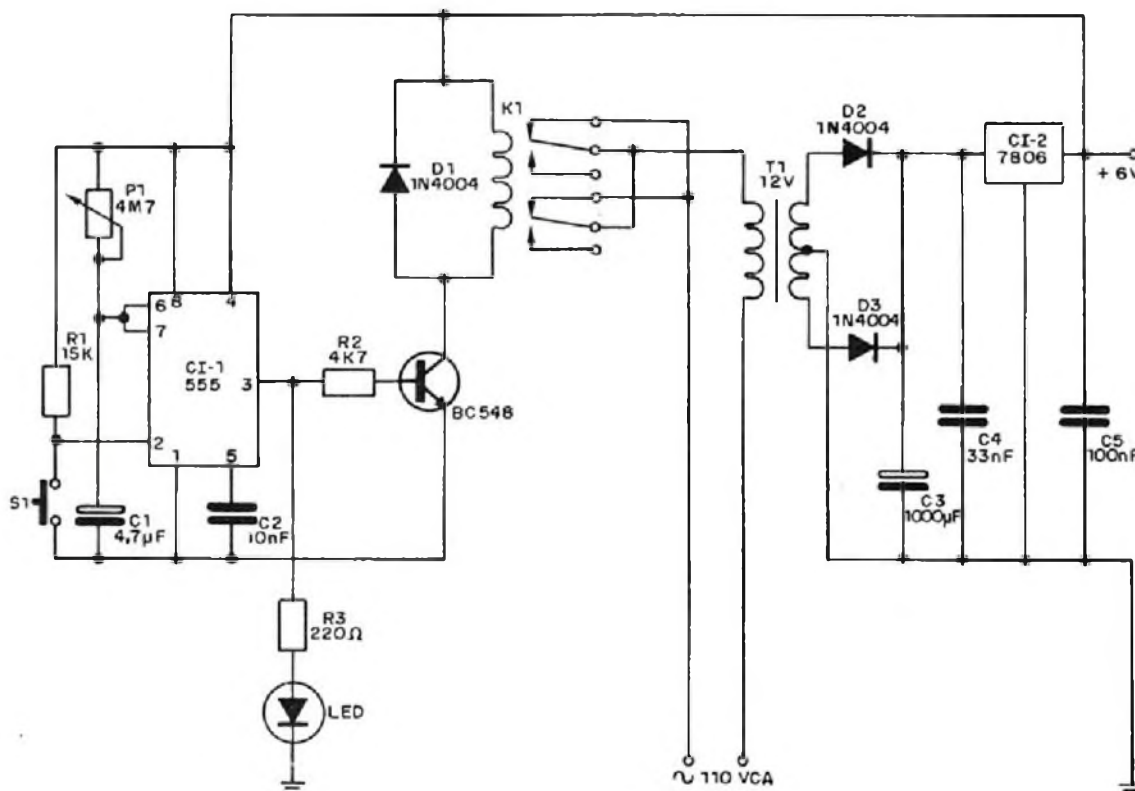 K1
D2
1N4004
CI-2
7806
+ 6V
D1
1N4004
T1
12V
P1
4M7
6
8
4
7
D3
1N4004
R1
15K
CI-1
555
3
R2
4K7
BC548
2
1
5
S1
C1
4,7µF
C2
10nF
C4
33nF
C5
100nF
C3
1000µF
R3
220Ω
LED
∿ 110 VCA